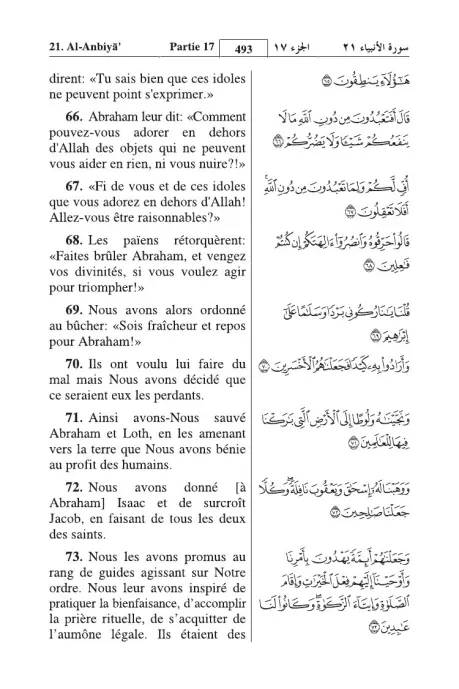 21. Al-Anbiyā' Partie 17 493 الجزء ١٧ سورة الأنبياء ٢١
dirent: «Tu sais bien que ces idoles
ne peuvent point s'exprimer.»
66. Abraham leur dit: «Comment
pouvez-vous adorer en dehors
d'Allah des objets qui ne peuvent
vous aider en rien, ni vous nuire?!»
67. «Fi de vous et de ces idoles
que vous adorez en dehors d'Allah!
Allez-vous être raisonnables?»
68. Les païens rétorquèrent:
«Faites brûler Abraham, et vengez
vos divinités, si vous voulez agir
pour triompher!»
69. Nous avons alors ordonné
au bûcher: «Sois fraîcheur et repos
pour Abraham!»
70. Ils ont voulu lui faire du
mal mais Nous avons décidé que
ce seraient eux les perdants.
71. Ainsi avons-Nous sauvé
Abraham et Loth, en les amenant
vers la terre que Nous avons bénie
au profit des humains.
72. Nous avons donné [à
Abraham] Isaac et de surcroît
Jacob, en faisant de tous les deux
des saints.
73. Nous les avons promus au
rang de guides agissant sur Notre
ordre. Nous leur avons inspiré de
pratiquer la bienfaisance, d'accomplir
la prière rituelle, de s'acquitter de
l'aumône légale. Ils étaient des
هَـٰٓؤُلَآءِ يَنطِقُونَ ٦٥
قَالَ أَفَتَعْبُدُونَ مِن دُونِ ٱللَّهِ مَا لَا
يَنفَعُكُمْ شَيْـًٔا وَلَا يَضُرُّكُمْ ٦٦
أُفٍّ لَّكُمْ وَلِمَا تَعْبُدُونَ مِن دُونِ ٱللَّهِ ۚ
أَفَلَا تَعْقِلُونَ ٦٧
قَالُوا۟ حَرِّقُوهُ وَٱنصُرُوٓا۟ ءَالِهَتَكُمْ إِن كُنتُمْ
فَـٰعِلِينَ ٦٨
قُلْنَا يَـٰنَارُ كُونِى بَرْدًا وَسَلَـٰمًا عَلَىٰٓ
إِبْرَٰهِيمَ ٦٩
وَأَرَادُوا۟ بِهِۦ كَيْدًا فَجَعَلْنَـٰهُمُ ٱلْأَخْسَرِينَ ٧٠
وَنَجَّيْنَـٰهُ وَلُوطًا إِلَى ٱلْأَرْضِ ٱلَّتِى بَـٰرَكْنَا
فِيهَا لِلْعَـٰلَمِينَ ٧١
وَوَهَبْنَا لَهُۥٓ إِسْحَـٰقَ وَيَعْقُوبَ نَافِلَةً ۖ وَكُلًّا
جَعَلْنَا صَـٰلِحِينَ ٧٢
وَجَعَلْنَـٰهُمْ أَئِمَّةً يَهْدُونَ بِأَمْرِنَا
وَأَوْحَيْنَآ إِلَيْهِمْ فِعْلَ ٱلْخَيْرَٰتِ وَإِقَامَ
ٱلصَّلَوٰةِ وَإِيتَآءَ ٱلزَّكَوٰةِ ۖ وَكَانُوا۟ لَنَا
عَـٰبِدِينَ ٧٣